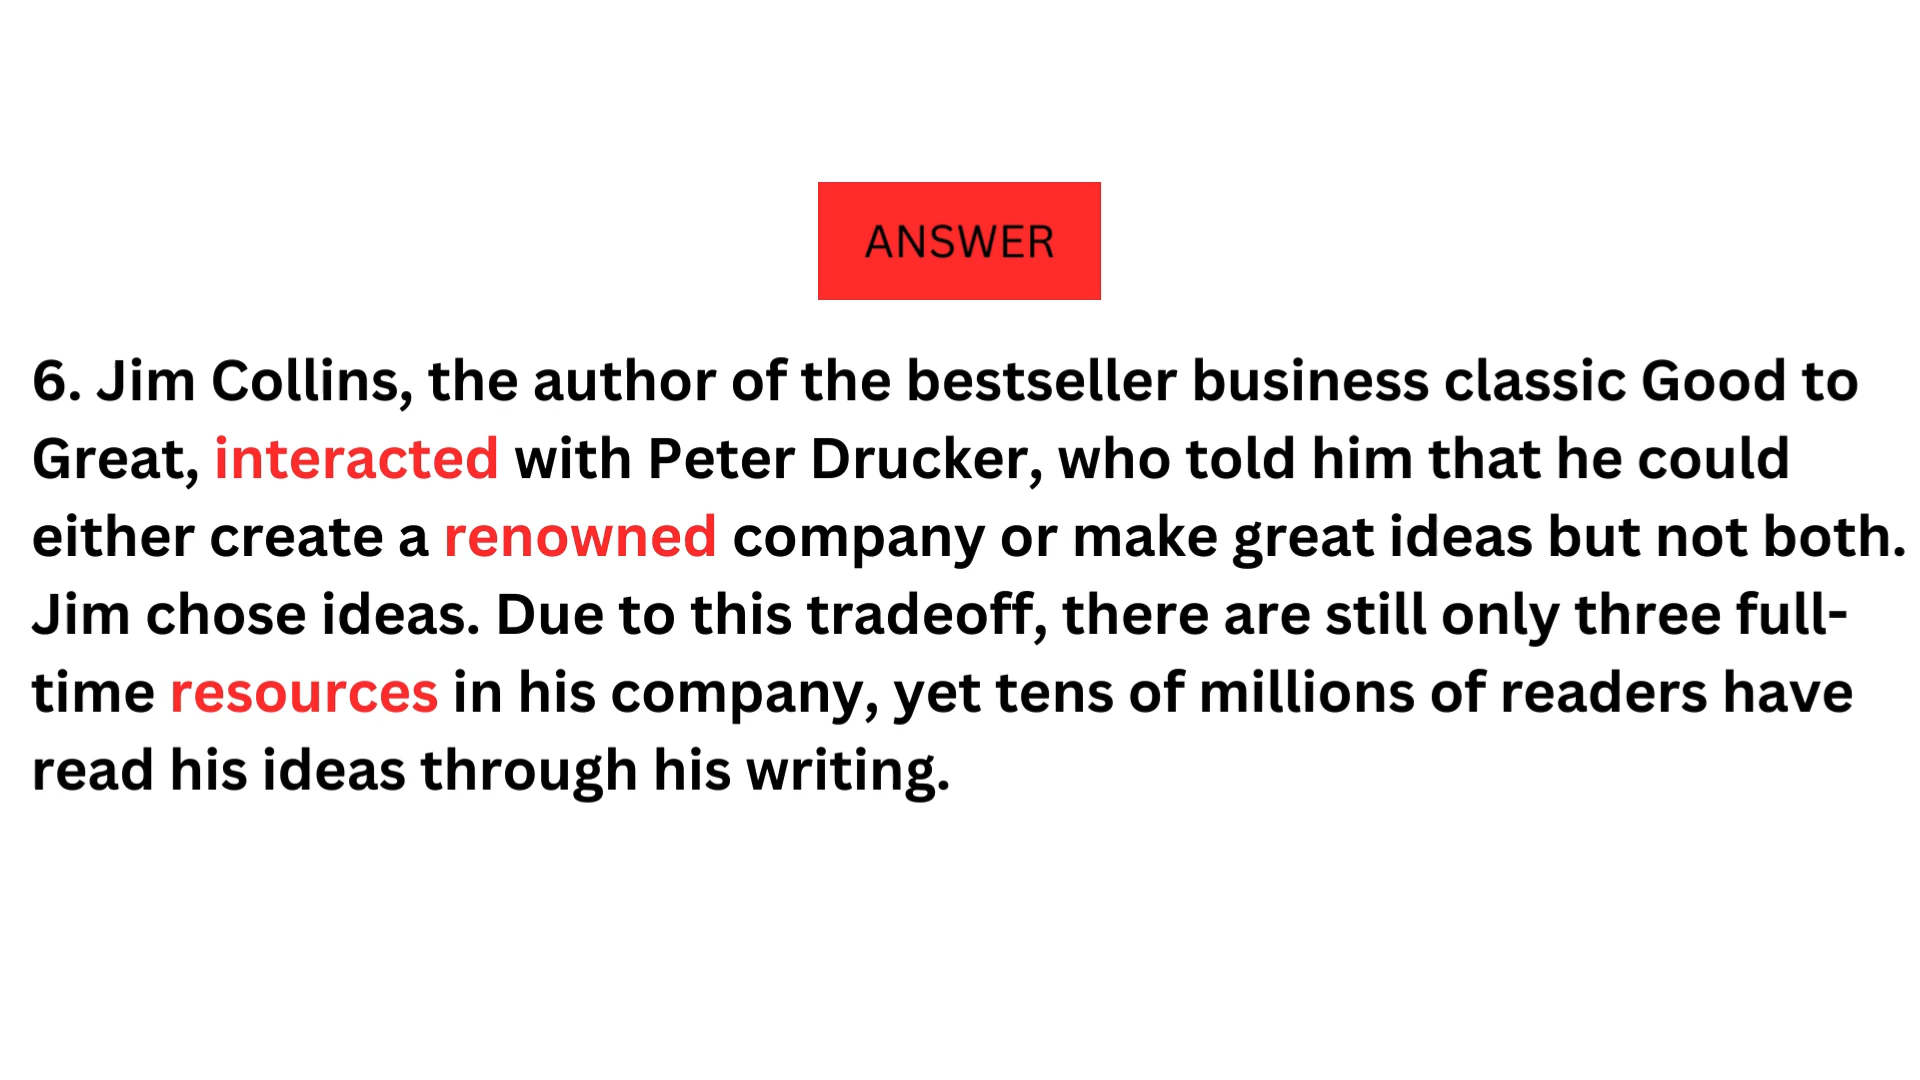 ANSWER
6. Jim Collins, the author of the bestseller business classic Good to
Great, interacted with Peter Drucker, who told him that he could
either create a renowned company or make great ideas but not both.
Jim chose ideas. Due to this tradeoff, there are still only three full-
time resources in his company, yet tens of millions of readers have
read his ideas through his writing.